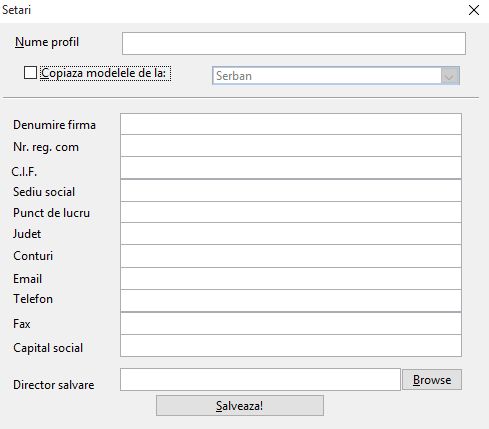 Setari
Nume profil
Copiaza modelele de la:
Serban
Denumire firma
Nr. reg. com
C.I.F.
Sediu social
Punct de lucru
Judet
Conturi
Email
Telefon
Fax
Capital social
Director salvare
Browse
Salveaza!